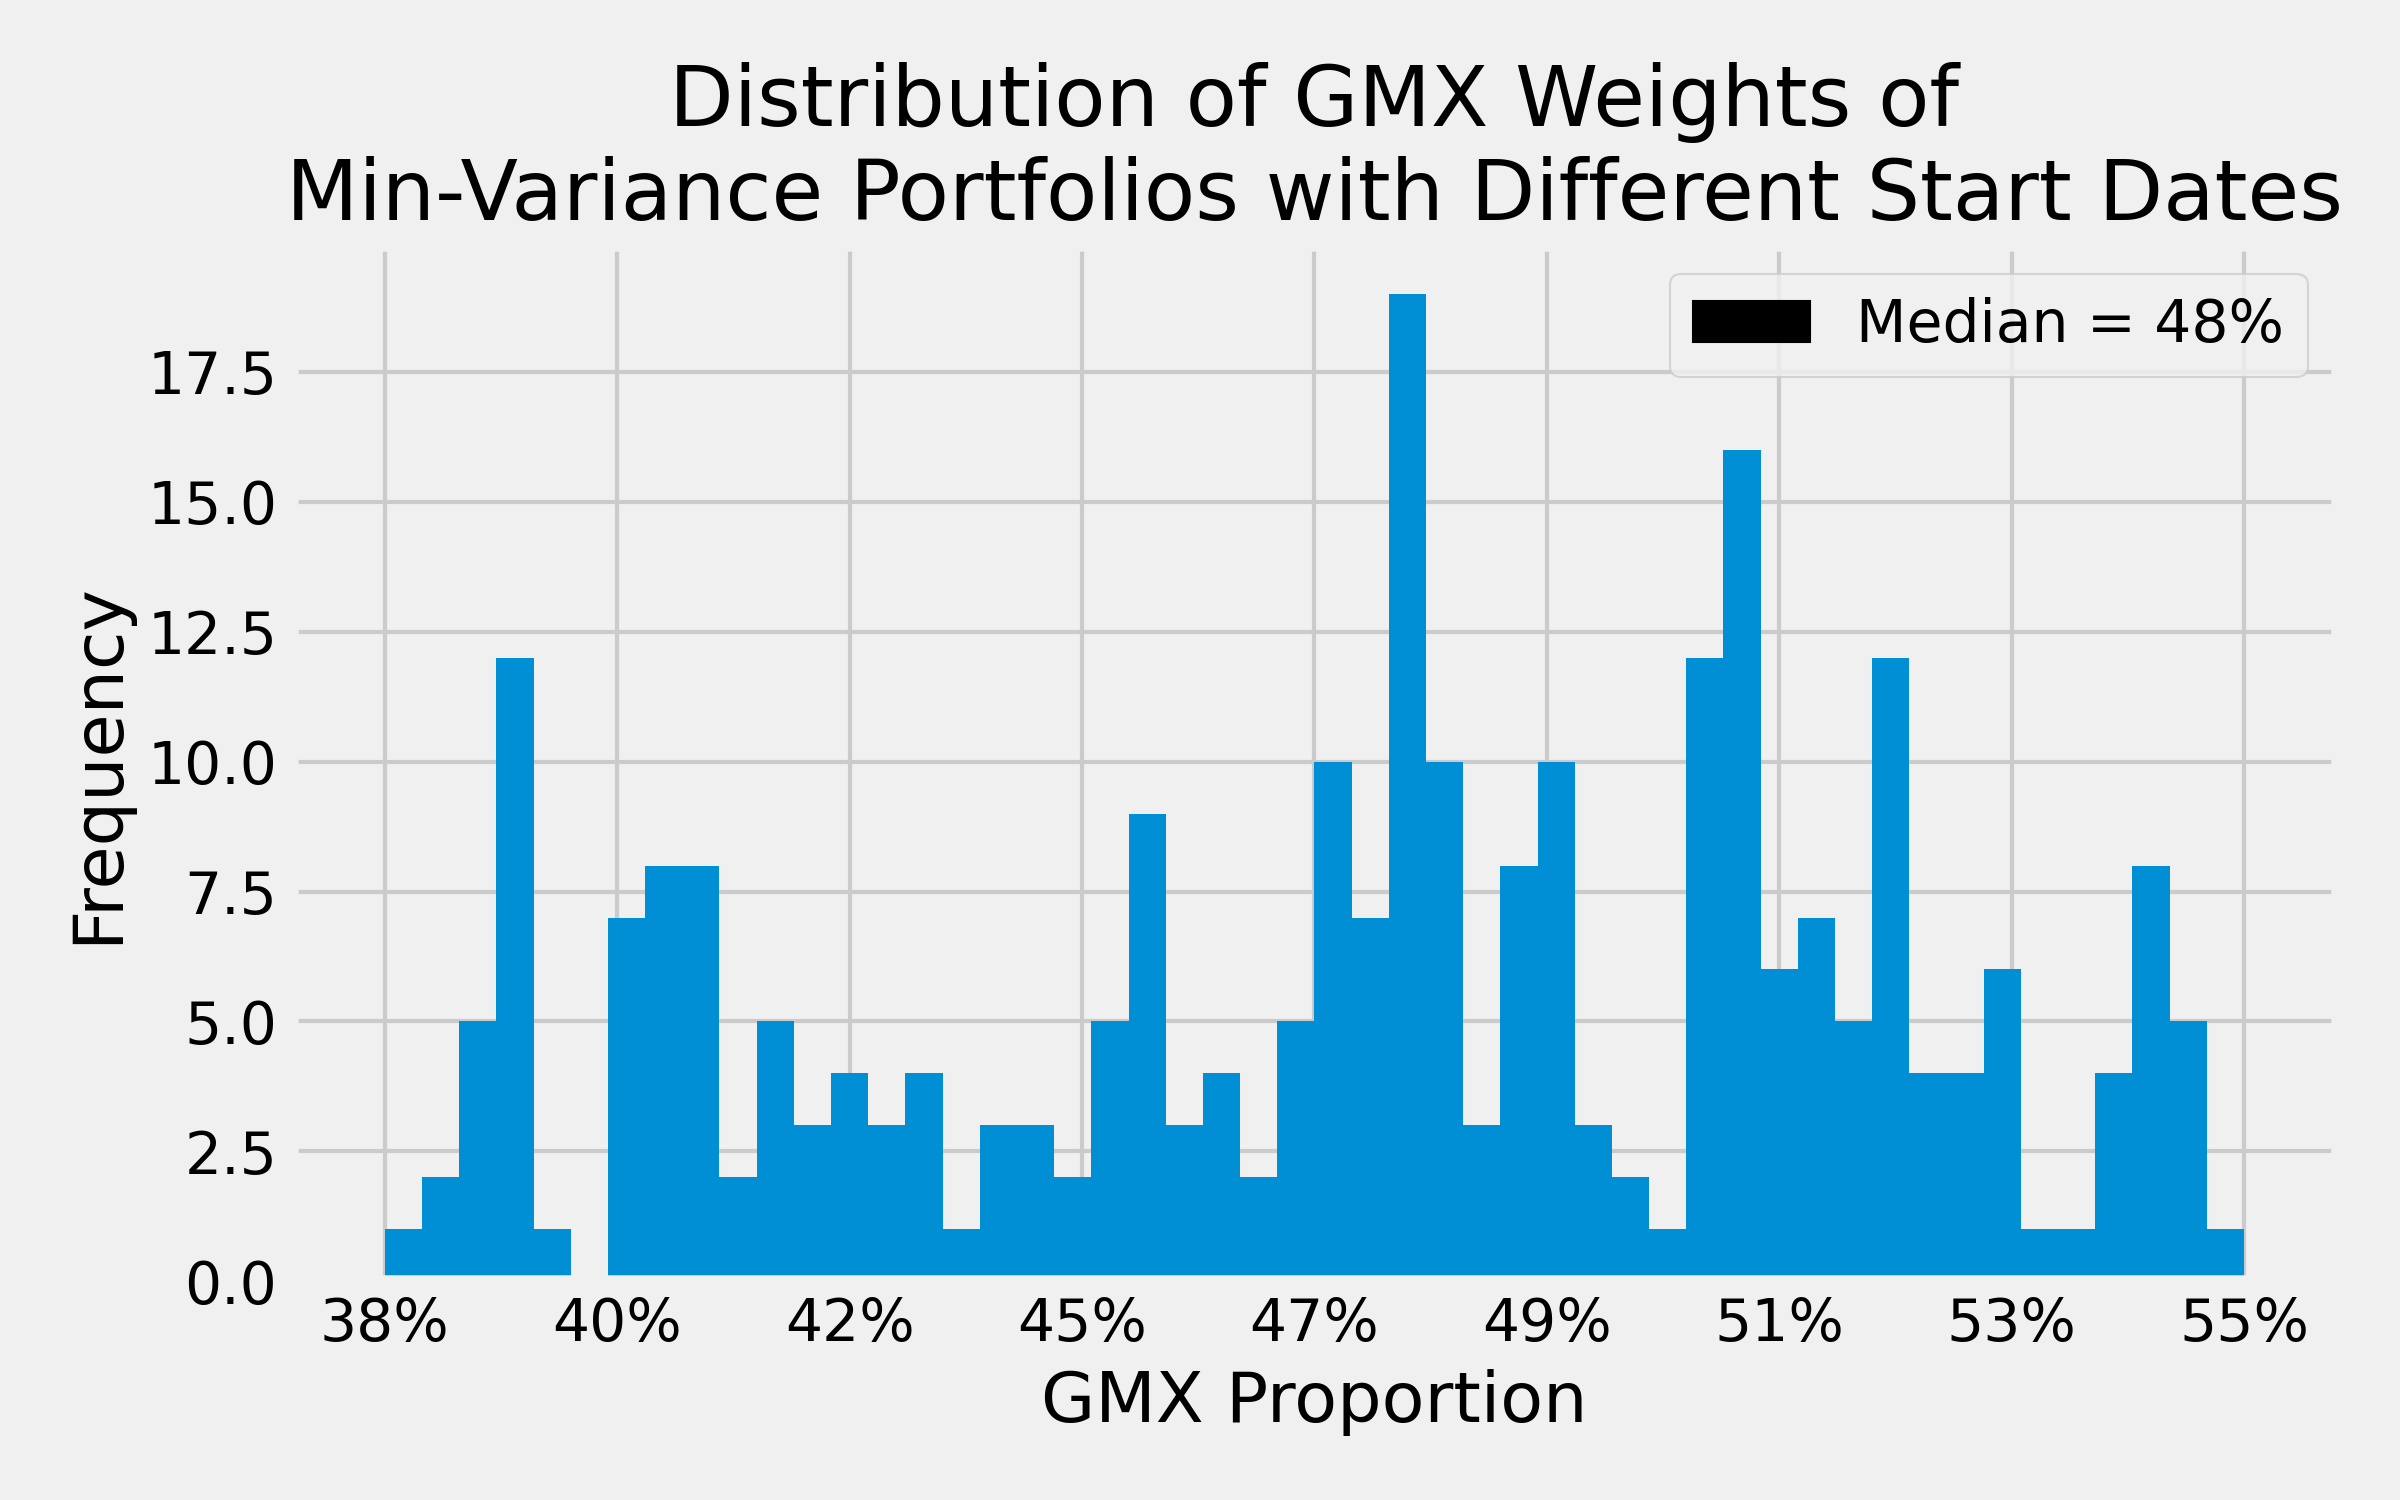 Distribution of GMX Weights of
Min-Variance Portfolios with Different Start Dates
Median = 48%
Frequency
17.5
15.0
12.5
10.0
7.5
5.0
2.5
0.0
38% 40% 42% 45% 47% 49% 51% 53% 55%
GMX Proportion